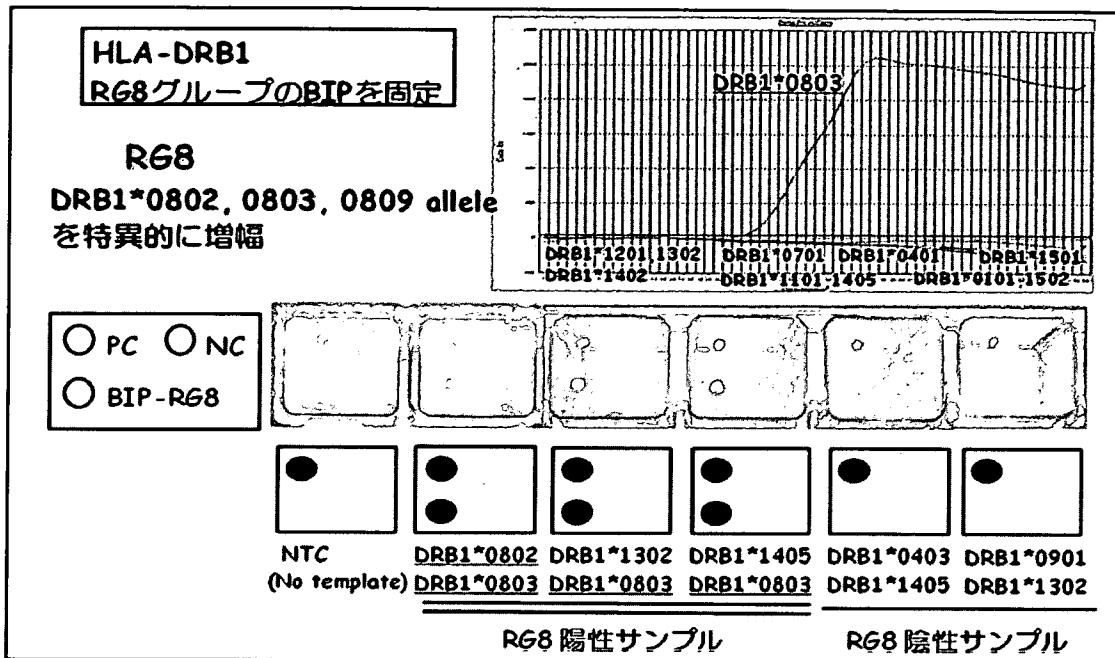 HLA-DRB1
RG8グループのBIPを固定
RG8
DRB1*0802, 0803, 0809 allele
を特異的に増幅
DRB1*0803
DRB1*1201,1302 DRB1*0701 DRB1*0401 DRB1*1501
DRB1*1402 DRB1*1101,1405 DRB1*0101,1502
PC NC
BIP-RG8
NTC
(No template)
DRB1*0802
DRB1*0803
DRB1*1302
DRB1*0803
DRB1*1405
DRB1*0803
DRB1*0403
DRB1*1405
DRB1*0901
DRB1*1302
RG8 陽性サンプル
RG8 陰性サンプル